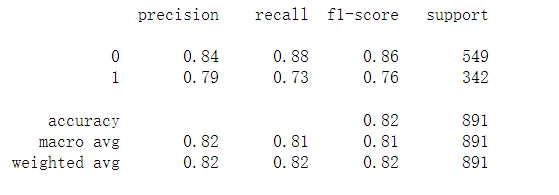 precision recall f1-score support
0 0.84 0.88 0.86 549
1 0.79 0.73 0.76 342
accuracy 0.82 891
macro avg 0.82 0.81 0.81 891
weighted avg 0.82 0.82 0.82 891